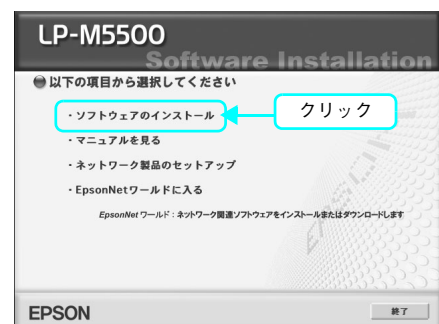 LP-M5500
Software Installation
以下の項目から選択してください
・ソフトウェアのインストール
クリック
・マニュアルを見る
・ネットワーク製品のセットアップ
・EpsonNetワールドに入る
EpsonNet ワールド：ネットワーク関連ソフトウェアをインストールまたはダウンロードします
EPSON
EPSON
終了